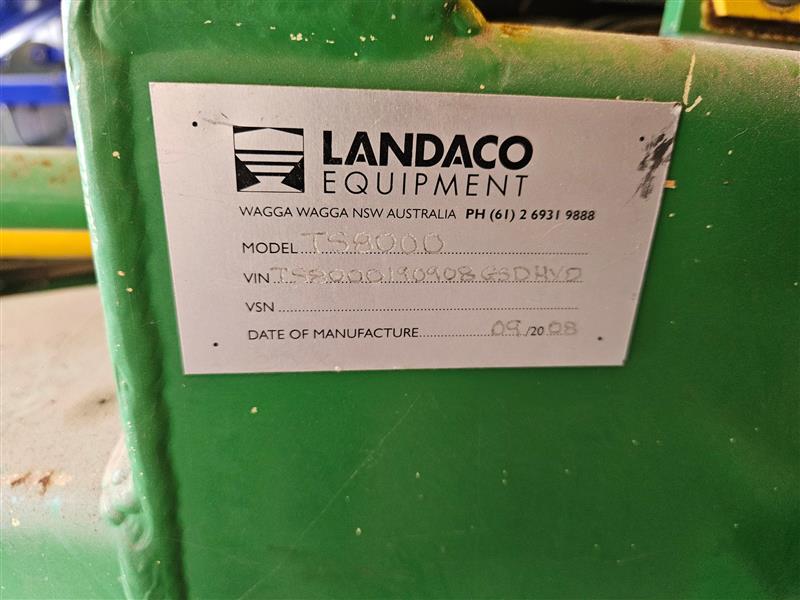 LANDACO
EQUIPMENT
WAGGA WAGGA NSW AUSTRALIA PH (61) 2 6931 9888
MODEL TS8000
VIN TS8000190908GSDHVD
VSN
DATE OF MANUFACTURE 09/2008